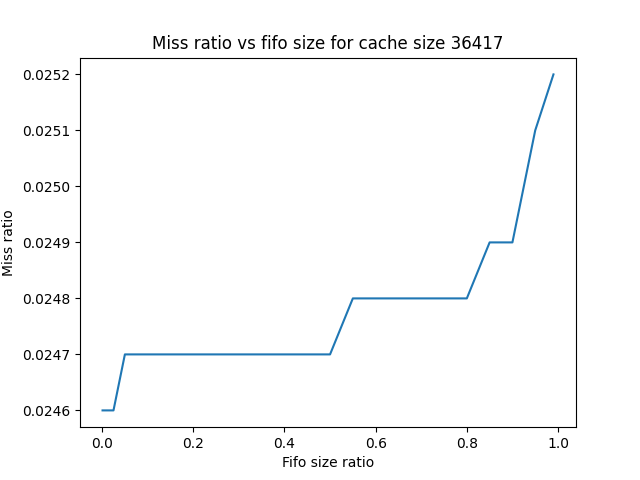 Miss ratio vs fifo size for cache size 36417
0.0252
0.0251
0.0250
0.0249
0.0248
0.0247
0.0246
Miss ratio
0.0 0.2 0.4 0.6 0.8 1.0
Fifo size ratio